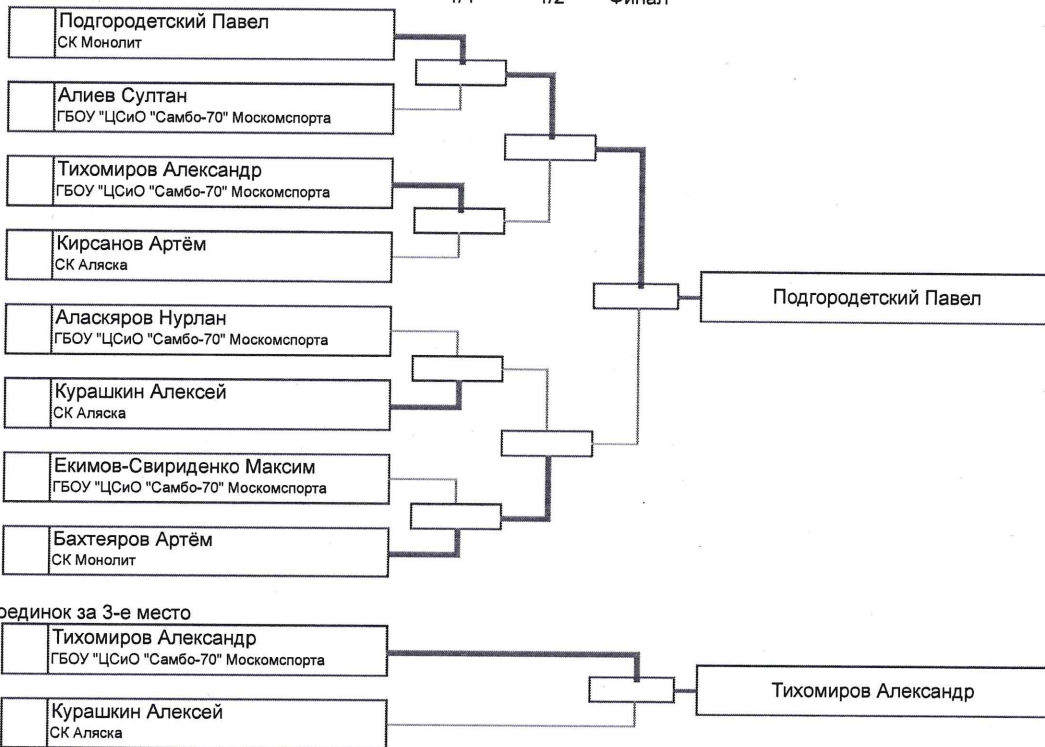 1/4 1/2 Финал
Подгородетский Павел
СК Монолит
Алиев Султан
ГБОУ "ЦСиО "Самбо-70" Москомспорта
Тихомиров Александр
ГБОУ "ЦСиО "Самбо-70" Москомспорта
Кирсанов Артём
СК Аляска
Аласкяров Нурлан
ГБОУ "ЦСиО "Самбо-70" Москомспорта
Курашкин Алексей
СК Аляска
Екимов-Свириденко Максим
ГБОУ "ЦСиО "Самбо-70" Москомспорта
Бахтеяров Артём
СК Монолит
Подгородетский Павел
оединок за 3-е место
Тихомиров Александр
ГБОУ "ЦСиО "Самбо-70" Москомспорта
Курашкин Алексей
СК Аляска
Тихомиров Александр